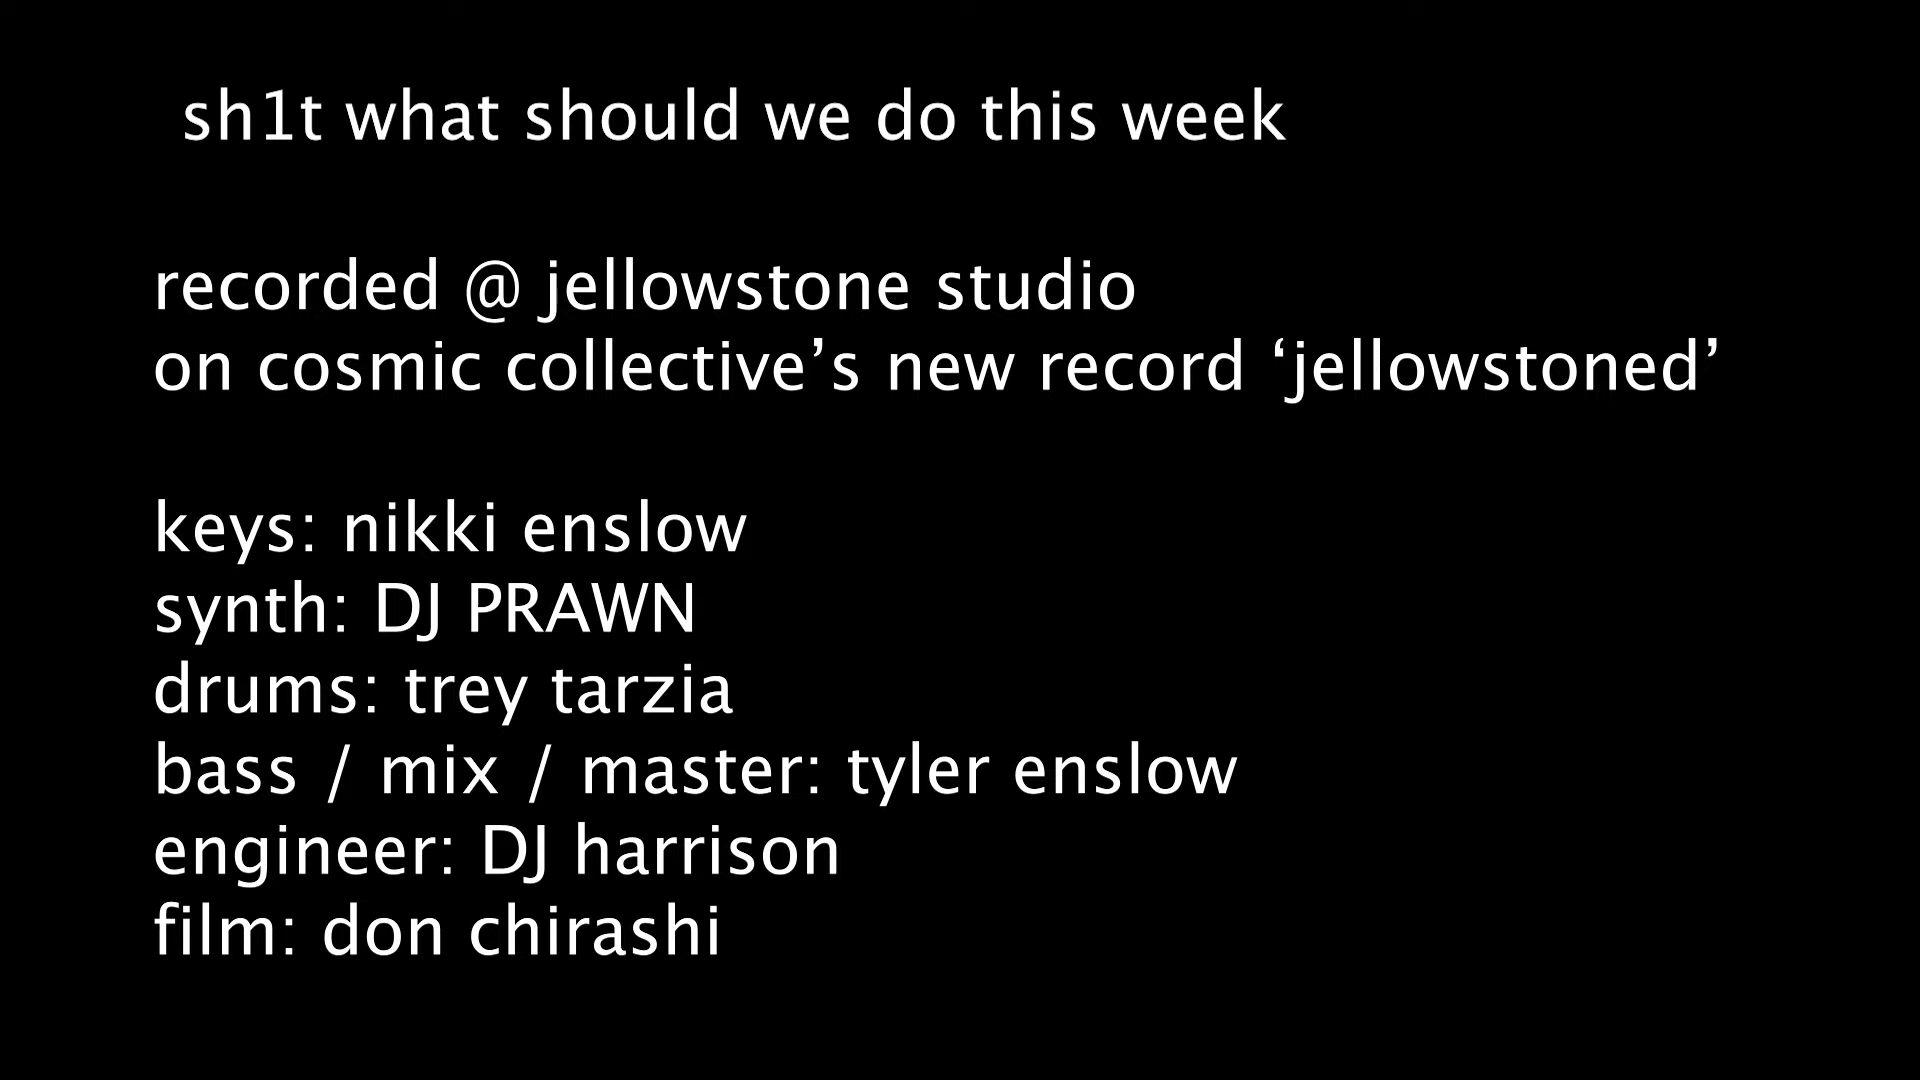 sh1t what should we do this week
recorded @ jellowstone studio
on cosmic collective’s new record ‘jellowstoned’
keys: nikki enslow
synth: DJ PRAWN
drums: trey tarzia
bass / mix / master: tyler enslow
engineer: DJ harrison
film: don chirashi